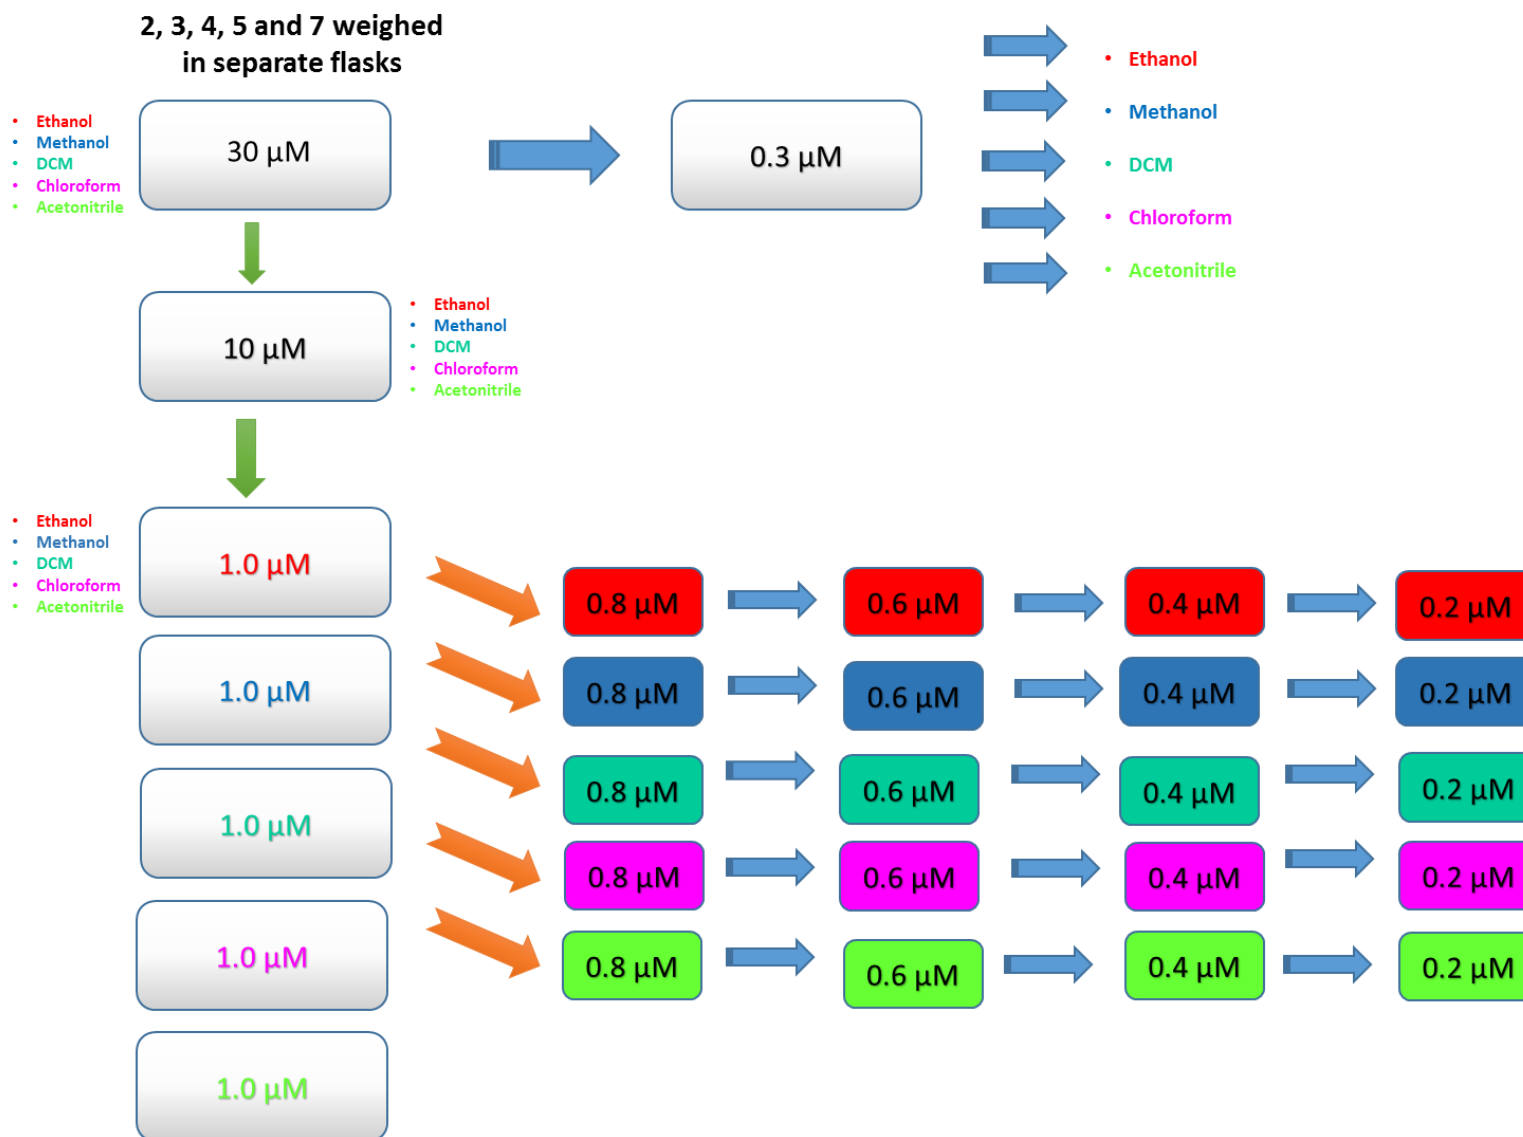 2, 3, 4, 5 and 7 weighed
in separate flasks
• Ethanol
• Methanol
• DCM
• Chloroform
• Acetonitrile
30 µM
0.3 µM
• Ethanol
• Methanol
• DCM
• Chloroform
• Acetonitrile
10 µM
• Ethanol
• Methanol
• DCM
• Chloroform
• Acetonitrile
• Ethanol
• Methanol
• DCM
• Chloroform
• Acetonitrile
1.0 µM
0.8 µM
0.6 µM
0.4 µM
0.2 µM
1.0 µM
0.8 µM
0.6 µM
0.4 µM
0.2 µM
1.0 µM
0.8 µM
0.6 µM
0.4 µM
0.2 µM
1.0 µM
0.8 µM
0.6 µM
0.4 µM
0.2 µM
1.0 µM
0.8 µM
0.6 µM
0.4 µM
0.2 µM